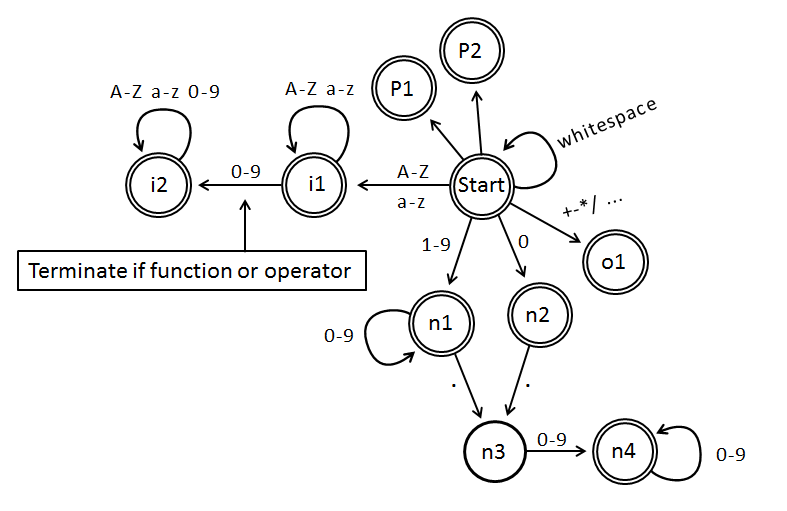 P2
P1
A-Z a-z 0-9
A-Z a-z
whitespace
i2
0-9
i1
A-Z
a-z
Start
+-*/ ...
1-9
0
o1
Terminate if function or operator
0-9
n1
n2
.
.
n3
0-9
n4
0-9